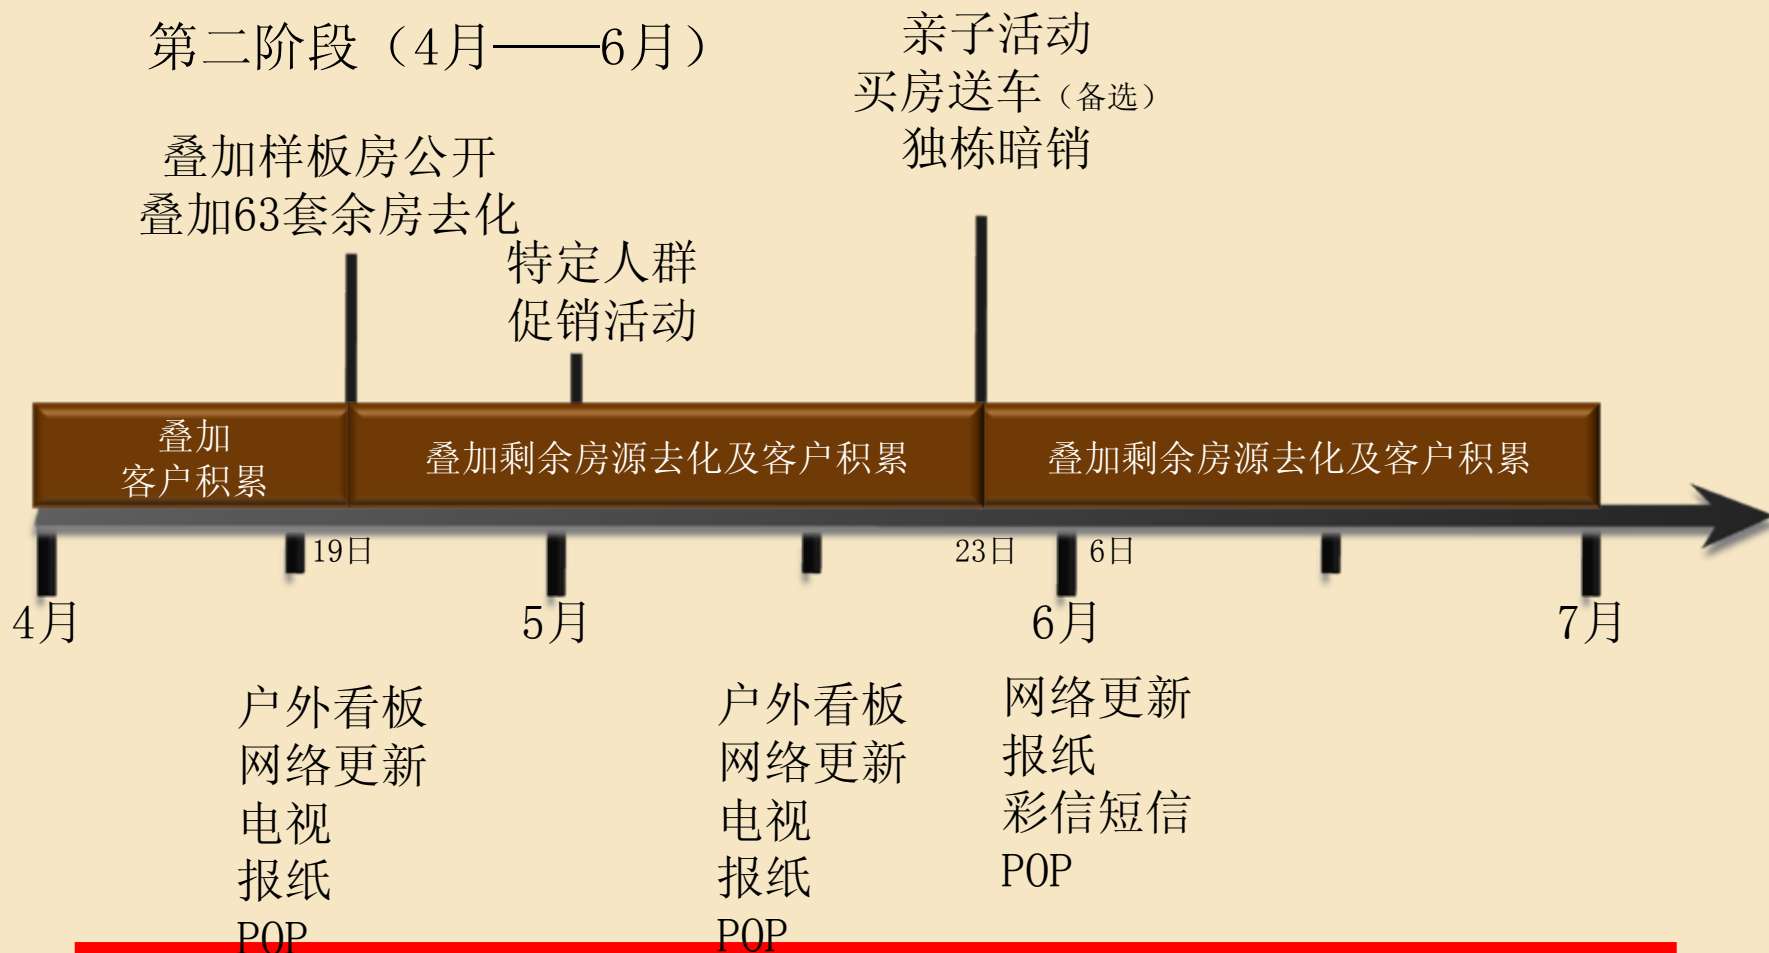 第二阶段（4月——6月）
亲子活动
买房送车（备选）
独栋暗销
叠加样板房公开
叠加63套余房去化
特定人群
促销活动
叠加
客户积累
叠加剩余房源去化及客户积累
叠加剩余房源去化及客户积累
19日
23日
6日
4月
5月
6月
7月
户外看板
网络更新
电视
报纸
POP
户外看板
网络更新
电视
报纸
POP
网络更新
报纸
彩信短信
POP